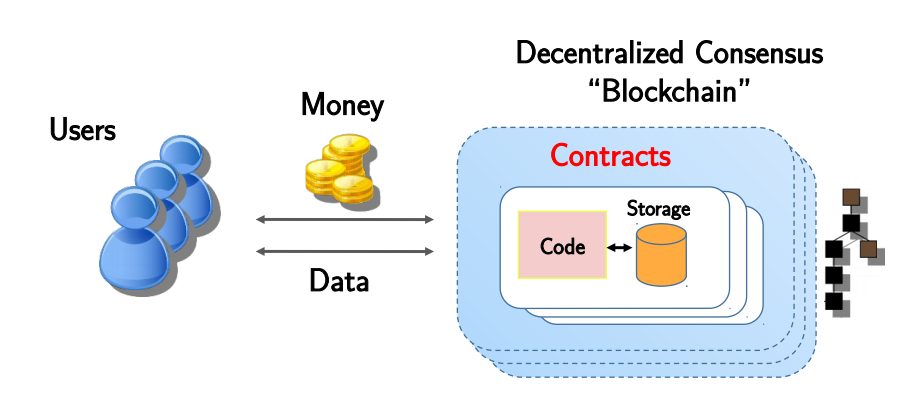 Decentralized Consensus
“Blockchain”
Money
Users
Contracts
Storage
Code
Data